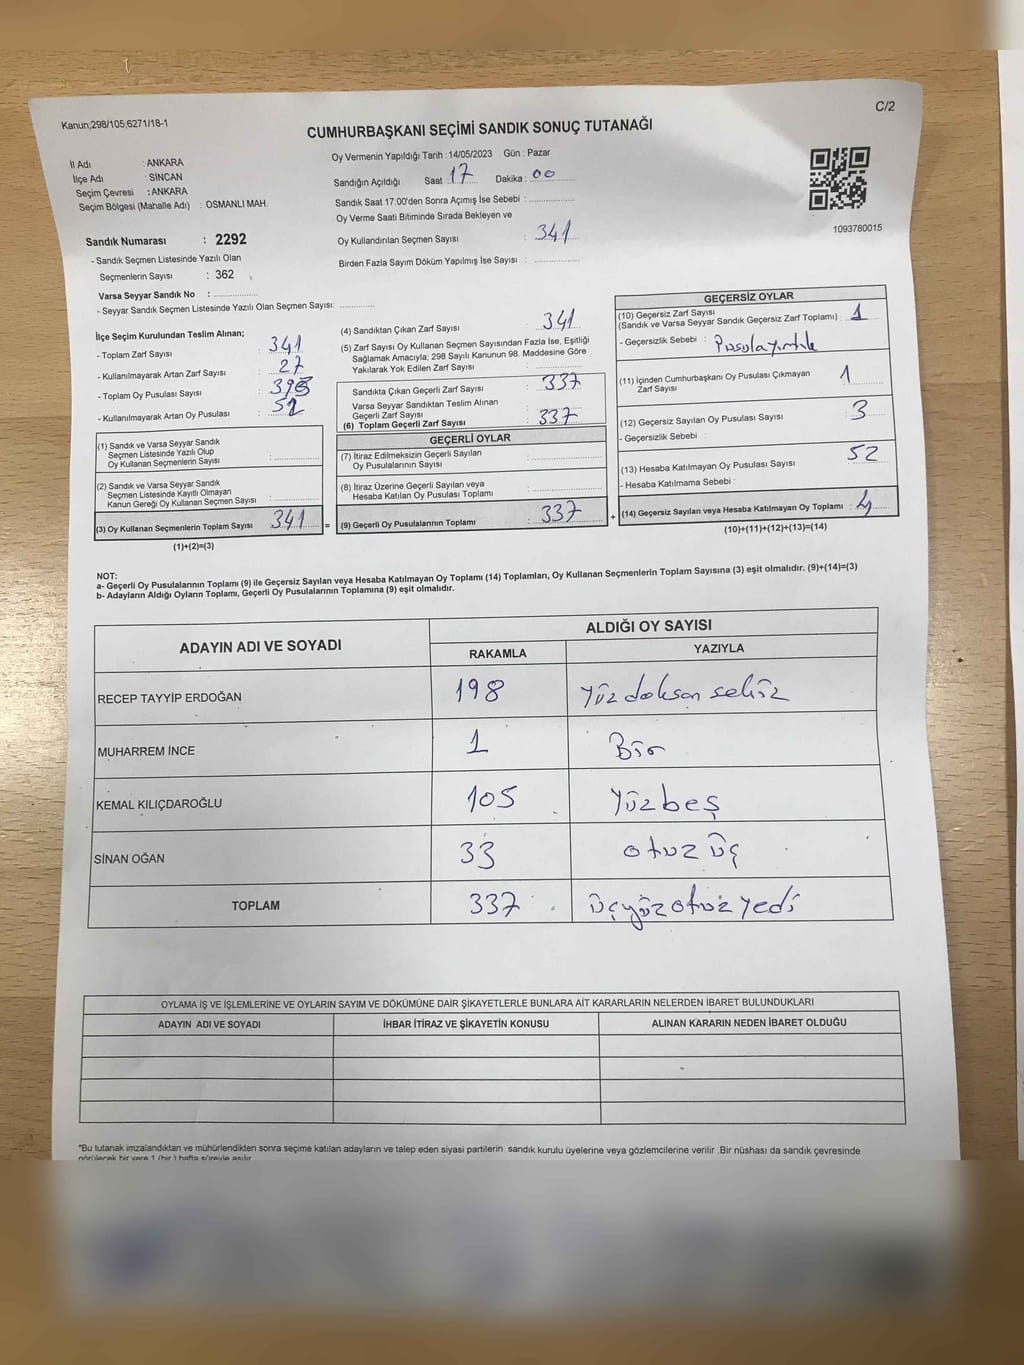 C/2
Kanun;298/105;6271/18-1
CUMHURBAŞKANI SEÇİMİ SANDIK SONUÇ TUTANAĞI
İl Adı : ANKARA
İlçe Adı : SİNCAN
Seçim Çevresi : ANKARA
Seçim Bölgesi (Mahalle Adı) : OSMANLI MAH.
Oy Vermenin Yapıldığı Tarih : 14/05/2023 Gün : Pazar
Sandığın Açıldığı Saat 17 Dakika : 00
Sandık Saat 17:00'den Sonra Açımış İse Sebebi :
Oy Verme Saati Bitiminde Sırada Bekleyen ve
Oy Kullandırılan Seçmen Sayısı : 341
Birden Fazla Sayım Döküm Yapılmış İse Sayısı :
1093780015
Sandık Numarası : 2292
- Sandık Seçmen Listesinde Yazılı Olan
Seçmenlerin Sayısı : 362
Varsa Seyyar Sandık No :
- Seyyar Sandık Seçmen Listesinde Yazılı Olan Seçmen Sayısı:
İlçe Seçim Kurulundan Teslim Alınan;
- Toplam Zarf Sayısı : 341
- Kullanılmayarak Artan Zarf Sayısı : 27
- Toplam Oy Pusulası Sayısı :
- Kullanılmayarak Artan Oy Pusulası :
(1) Sandık ve Varsa Seyyar Sandık
Seçmen Listesinde Yazılı Olup
Oy Kullanan Seçmenlerin Sayısı :
(2) Sandık ve Varsa Seyyar Sandık
Seçmen Listesinde Kayıtlı Olmayan
Kanun Gereği Oy Kullanan Seçmen Sayısı :
(3) Oy Kullanan Seçmenlerin Toplam Sayısı 341 =
(1)+(2)=(3)
(4) Sandıktan Çıkan Zarf Sayısı : 341
(5) Zarf Sayısı Oy Kullanan Seçmen Sayısından Fazla İse, Eşitliği
Sağlamak Amacıyla; 298 Sayılı Kanunun 98. Maddesine Göre
Yakılarak Yok Edilen Zarf Sayısı :
Sandıkta Çıkan Geçerli Zarf Sayısı : 337
Varsa Seyyar Sandıktan Teslim Alınan
Geçerli Zarf Sayısı :
(6) Toplam Geçerli Zarf Sayısı : 337
GEÇERLİ OYLAR
(7) İtiraz Edilmeksizin Geçerli Sayılan
Oy Pusulalarının Sayısı :
(8) İtiraz Üzerine Geçerli Sayılan veya
Hesaba Katılan Oy Pusulası Toplamı :
(9) Geçerli Oy Pusulalarının Toplamı : 337 +
GEÇERSİZ OYLAR
(10) Geçersiz Zarf Sayısı : 1
(Sandık ve Varsa Seyyar Sandık Geçersiz Zarf Toplamı)
- Geçersizlik Sebebi :
(11) İçinden Cumhurbaşkanı Oy Pusulası Çıkmayan
Zarf Sayısı 1
(12) Geçersiz Sayılan Oy Pusulası Sayısı : 3
- Geçersizlik Sebebi :
(13) Hesaba Katılmayan Oy Pusulası Sayısı : 52
- Hesaba Katılmama Sebebi :
(14) Geçersiz Sayılan veya Hesaba Katılmayan Oy Toplamı : 4
(10)+(11)+(12)+(13)=(14)
NOT:
a- Geçerli Oy Pusulalarının Toplamı (9) ile Geçersiz Sayılan veya Hesaba Katılmayan Oy Toplamı (14) Toplamları, Oy Kullanan Seçmenlerin Toplam Sayısına (3) eşit olmalıdır. (9)+(14)=(3)
b- Adayların Aldığı Oyların Toplamı, Geçerli Oy Pusulalarının Toplamına (9) eşit olmalıdır.
ADAYIN ADI VE SOYADI ALDIĞI OY SAYISI
RAKAMLA YAZIYLA
RECEP TAYYİP ERDOĞAN 198 Yüz doksan sekiz
MUHARREM İNCE 1 Bir
KEMAL KILIÇDAROĞLU 105 Yüzbeş
SİNAN OĞAN 33 otuz üç
TOPLAM 337 üçyüzotuz yedi
OYLAMA İŞ VE İŞLEMLERİNE VE OYLARIN SAYIM VE DÖKÜMÜNE DAİR ŞİKAYETLERLE BUNLARA AİT KARARLARIN NELERDEN İBARET BULUNDUKLARI
ADAYIN ADI VE SOYADI İHBAR İTİRAZ VE ŞİKAYETİN KONUSU ALINAN KARARIN NEDEN İBARET OLDUĞU
*Bu tutanak imzalandıktan ve mühürlendikten sonra seçime katılan adayların ve talep eden siyasi partilerin sandık kurulu üyelerine veya gözlemcilerine verilir .Bir nüshası da sandık çevresinde